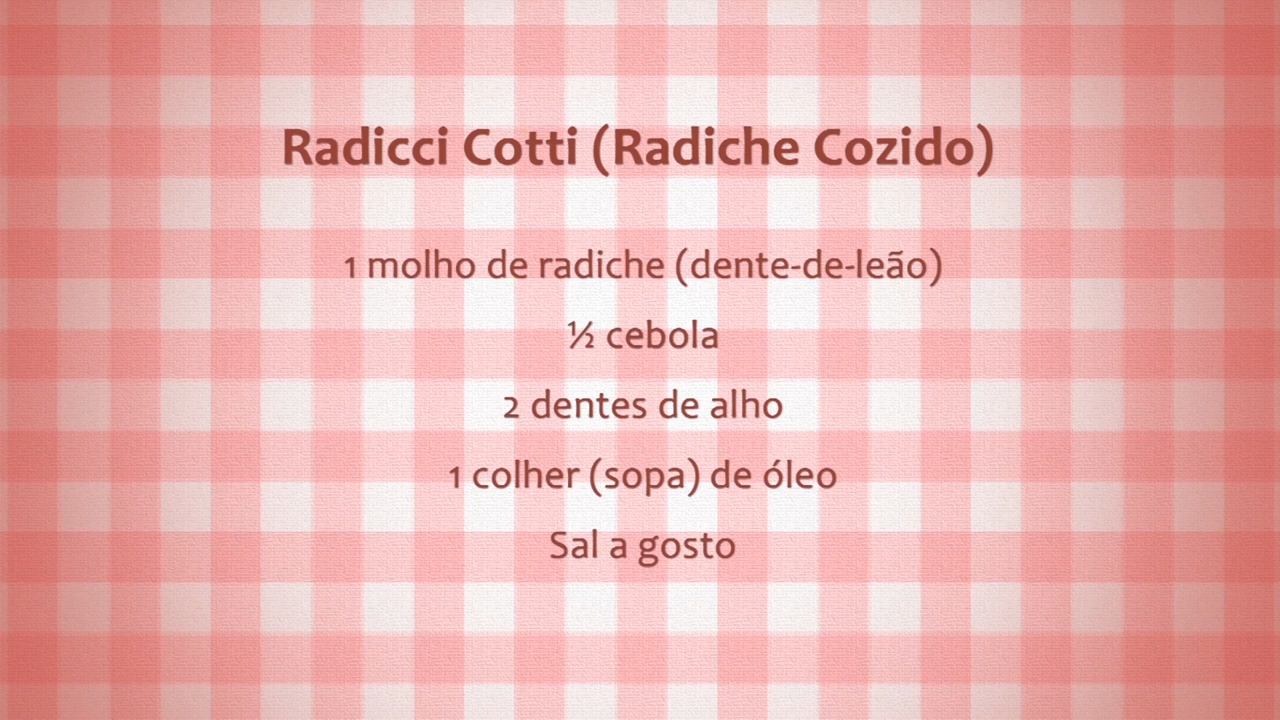 Radicci Cotti (Radiche Cozido)
1 molho de radiche (dente-de-leão)
½ cebola
2 dentes de alho
1 colher (sopa) de óleo
Sal a gosto